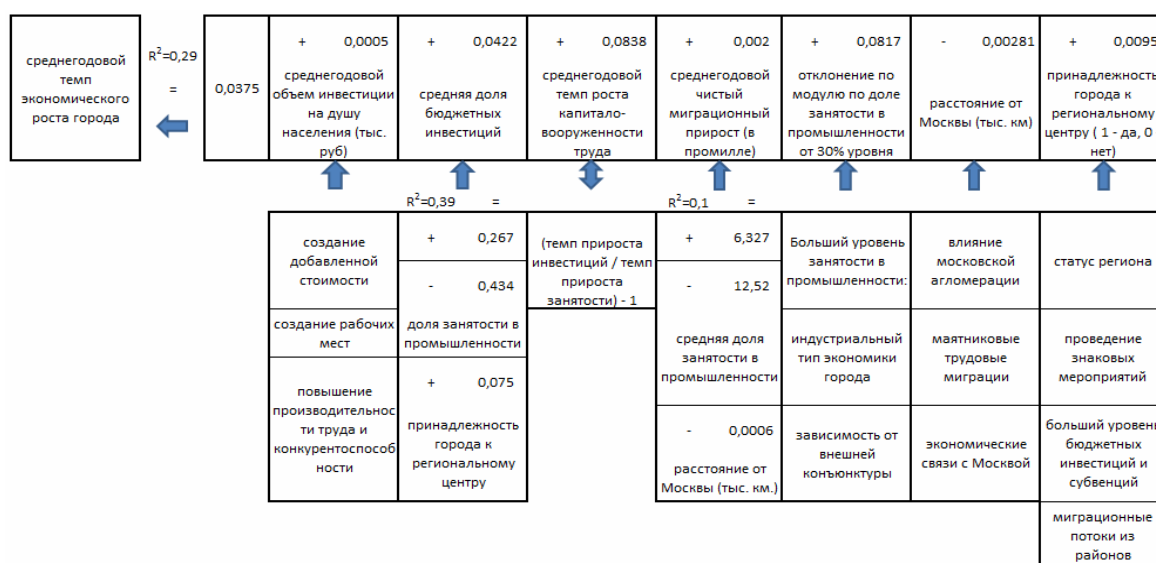 среднегодовой
темп
экономического
роста города
R²=0,29
=
0,0375
+ 0,0005
среднегодовой
объем инвестиции
на душу
населения (тыс.
руб)
+ 0,0422
средняя доля
бюджетных
инвестиций
+ 0,0838
среднегодовой
темп роста
капитало-
вооруженности
труда
+ 0,002
среднегодовой
чистый
миграционный
прирост (в
промилле)
+ 0,0817
отклонение по
модулю по доле
занятости в
промышленности
от 30% уровня
- 0,00281
расстояние от
Москвы (тыс. км)
+ 0,0095
принадлежность
города к
региональному
центру ( 1 - да, 0
нет)
R²=0,39 =
R²=0,1 =
создание
добавленной
стоимости
создание рабочих
мест
повышение
производительнос
ти труда и
конкурентоспособ
ности
+ 0,267
- 0,434
доля занятости в
промышленности
+ 0,075
принадлежность
города к
региональному
центру
(темп прироста
инвестиций / темп
прироста
занятости) - 1
+ 6,327
- 12,52
средняя доля
занятости в
промышленности
- 0,0006
расстояние от
Москвы (тыс. км.)
Больший уровень
занятости в
промышленности:
индустриальный
тип экономики
города
зависимость от
внешней
конъюнктуры
влияние
московской
агломерации
маятниковые
трудовые
миграции
экономические
связи с Москвой
статус региона
проведение
знаковых
мероприятий
больший уровень
бюджетных
инвестиций и
субвенций
миграционные
потоки из
районов